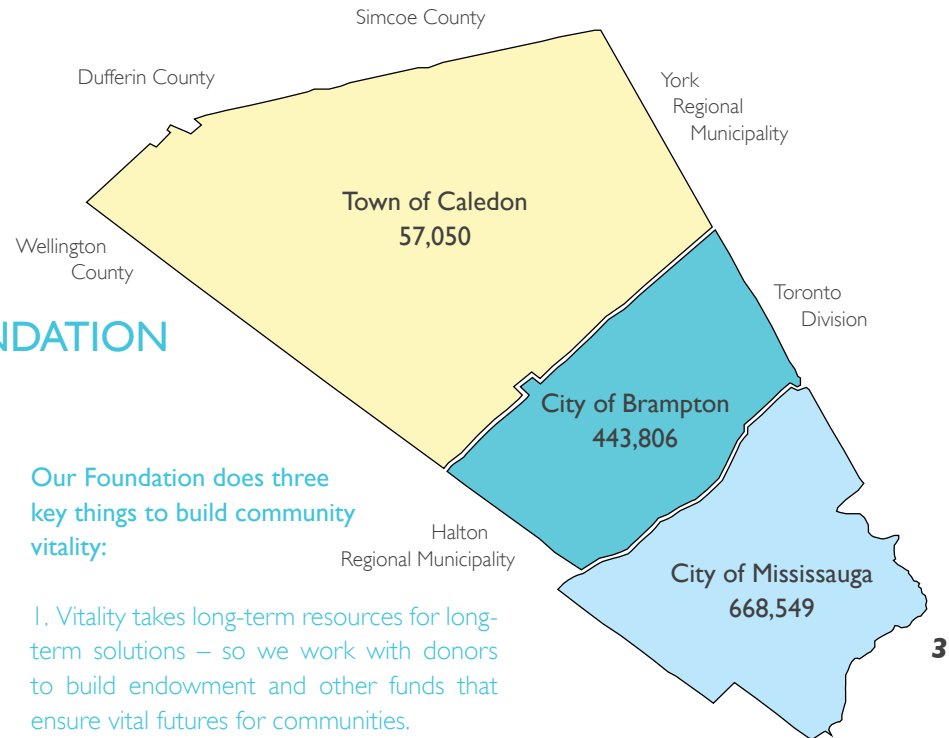 Simcoe County
Dufferin County
York
Regional
Municipality
Town of Caledon
57,050
Wellington
County
Toronto
Division
NDATION
City of Brampton
443,806
Our Foundation does three
key things to build community
vitality:
Halton
Regional Municipality
City of Mississauga
668,549
1. Vitality takes long-term resources for long-
term solutions – so we work with donors
to build endowment and other funds that
ensure vital futures for communities.
3